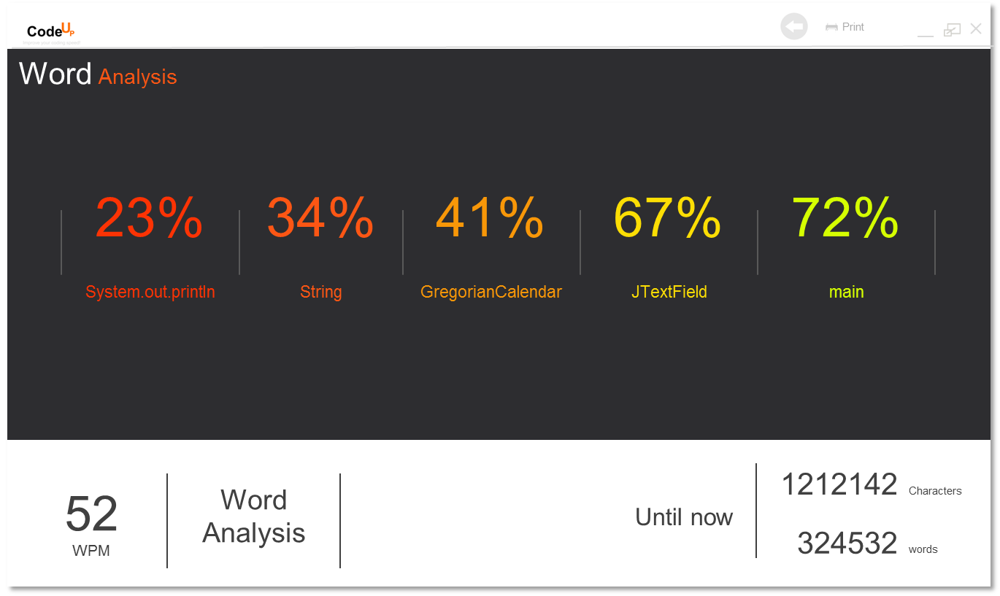 CodeUp
Improve your coding speed!!
Print
Word Analysis
23% 34% 41% 67% 72%
System.out.println String GregorianCalendar JTextField main
52
WPM
Word
Analysis
Until now
1212142 Characters
324532 words